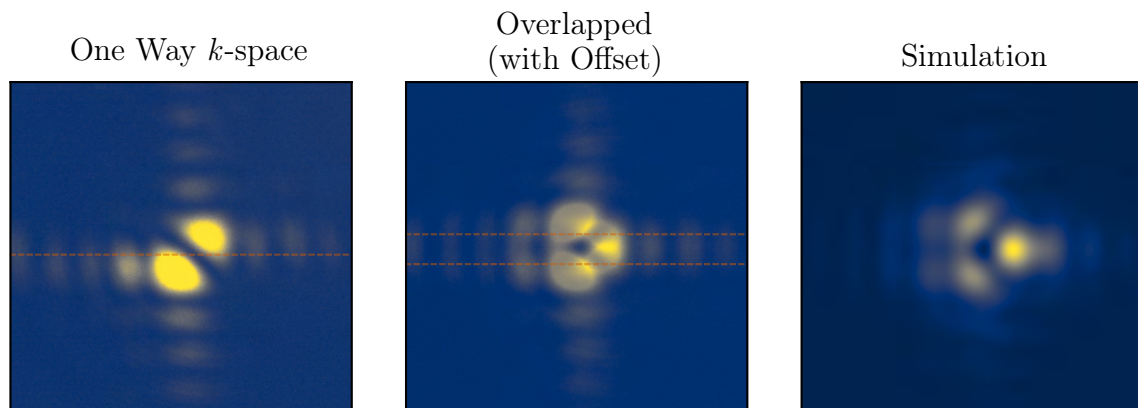 One Way k-space
Overlapped
(with Offset)
Simulation